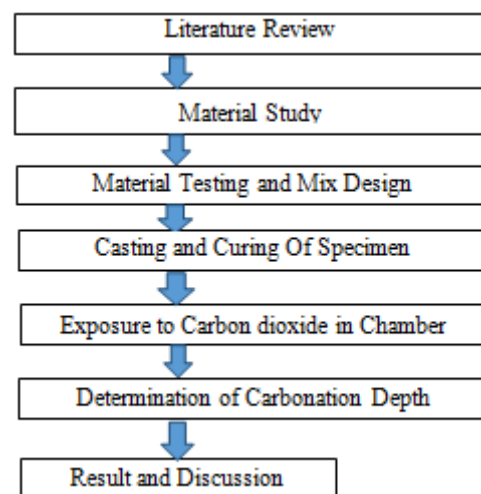 Literature Review
Material Study
Material Testing and Mix Design
Casting and Curing Of Specimen
Exposure to Carbon dioxide in Chamber
Determination of Carbonation Depth
Result and Discussion